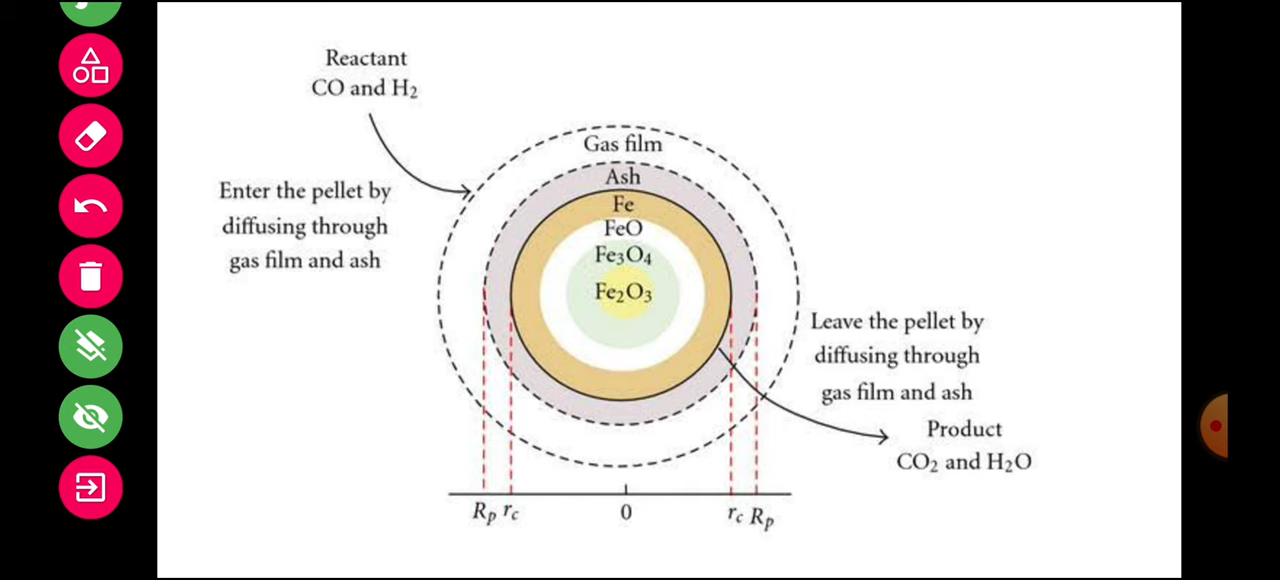 Reactant
CO and H₂
Enter the pellet by
diffusing through
gas film and ash
Gas film
Ash
Fe
FeO
Fe₃O₄
Fe₂O₃
Leave the pellet by
diffusing through
gas film and ash
Product
CO₂ and H₂O
Rₚ r꜀ 0 r꜀ Rₚ